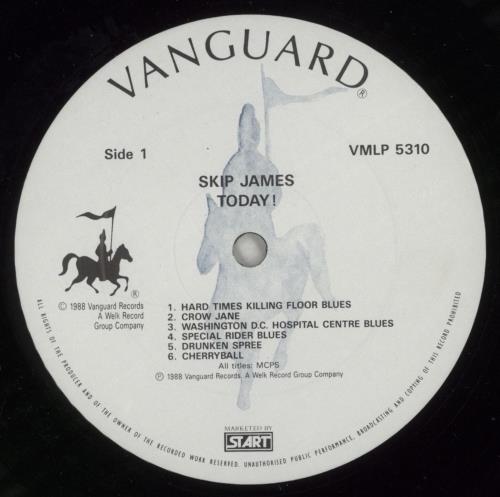 VANGUARD
®
Side 1
VMLP 5310
SKIP JAMES
TODAY!
®
© 1988 Vanguard Records
A Welk Record
Group Company
1. HARD TIMES KILLING FLOOR BLUES
2. CROW JANE
3. WASHINGTON D.C. HOSPITAL CENTRE BLUES
4. SPECIAL RIDER BLUES
5. DRUNKEN SPREE
6. CHERRYBALL
All titles: MCPS
℗ 1988 Vanguard Records, A Welk Record Group Company
MARKETED BY
START
ALL RIGHTS OF THE PRODUCER AND OF THE OWNER OF THE RECORDED WORK RESERVED. UNAUTHORISED PUBLIC PERFORMANCE, BROADCASTING AND COPYING OF THIS RECORD PROHIBITED